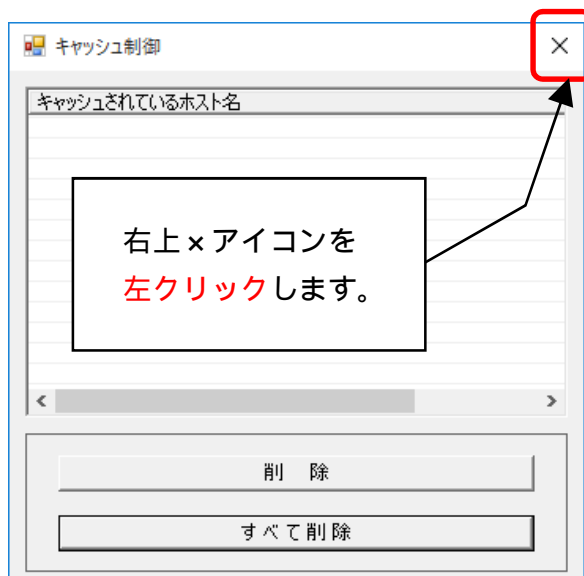 キャッシュ制御
キャッシュされているホスト名
右上×アイコンを
左クリックします。
削 除
すべて削除